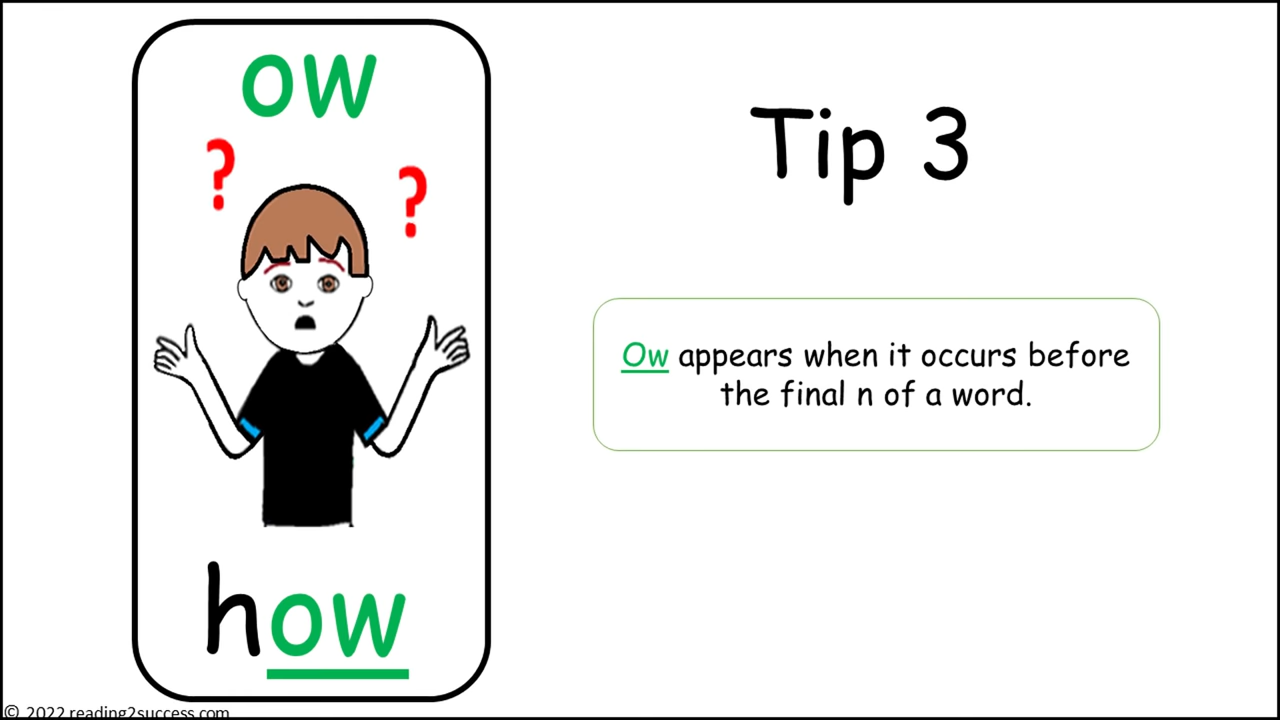 ow
?
?
how
Tip 3
Ow appears when it occurs before
the final n of a word.
© 2022 reading2success.com